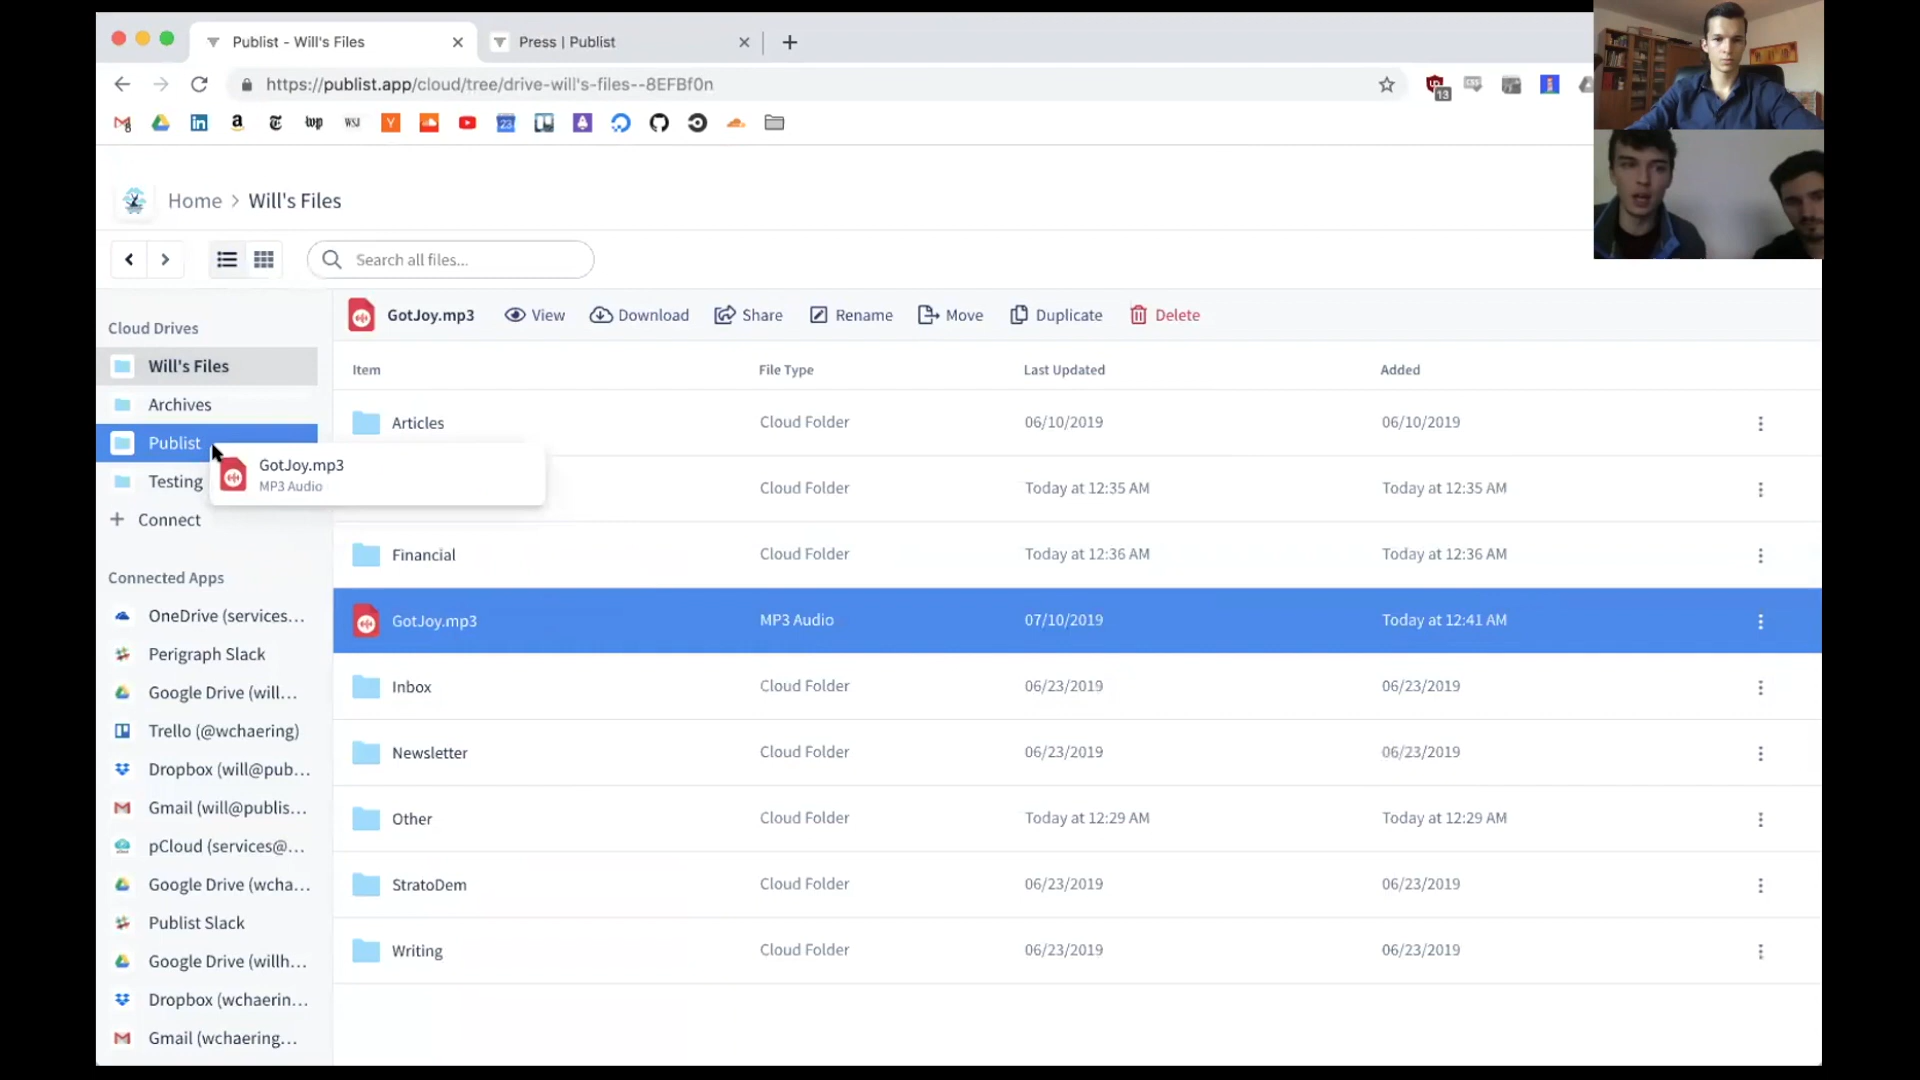 Publist - Will's Files
Press | Publist
https://publist.app/cloud/tree/drive-will's-files--8EFBf0n
13
wp
WSJ
Y
23
Home > Will's Files
Search all files...
Cloud Drives
Will's Files
Archives
Publist
Testing
Connect
Connected Apps
OneDrive (services...
Perigraph Slack
Google Drive (will...
Trello (@wchaering)
Dropbox (will@pub...
Gmail (will@publis...
pCloud (services@...
Google Drive (wcha...
Publist Slack
Google Drive (willh...
Dropbox (wchaerin...
Gmail (wchaering...
GotJoy.mp3 View Download Share Rename Move Duplicate Delete
Item File Type Last Updated Added
Articles Cloud Folder 06/10/2019 06/10/2019
GotJoy.mp3
MP3 Audio
Cloud Folder Today at 12:35 AM Today at 12:35 AM
Financial Cloud Folder Today at 12:36 AM Today at 12:36 AM
GotJoy.mp3 MP3 Audio 07/10/2019 Today at 12:41 AM
Inbox Cloud Folder 06/23/2019 06/23/2019
Newsletter Cloud Folder 06/23/2019 06/23/2019
Other Cloud Folder Today at 12:29 AM Today at 12:29 AM
StratoDem Cloud Folder 06/23/2019 06/23/2019
Writing Cloud Folder 06/23/2019 06/23/2019